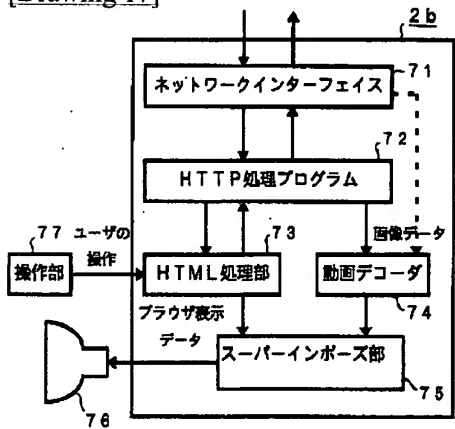 [Drawing 17]
2b
71
ネットワークインターフェイス
72
HTTP処理プログラム
77
ユーザの
操作
73
画像データ
操作部
HTML処理部
動画デコーダ
74
ブラウザ表示
データ
スーパーインポーズ部
75
76